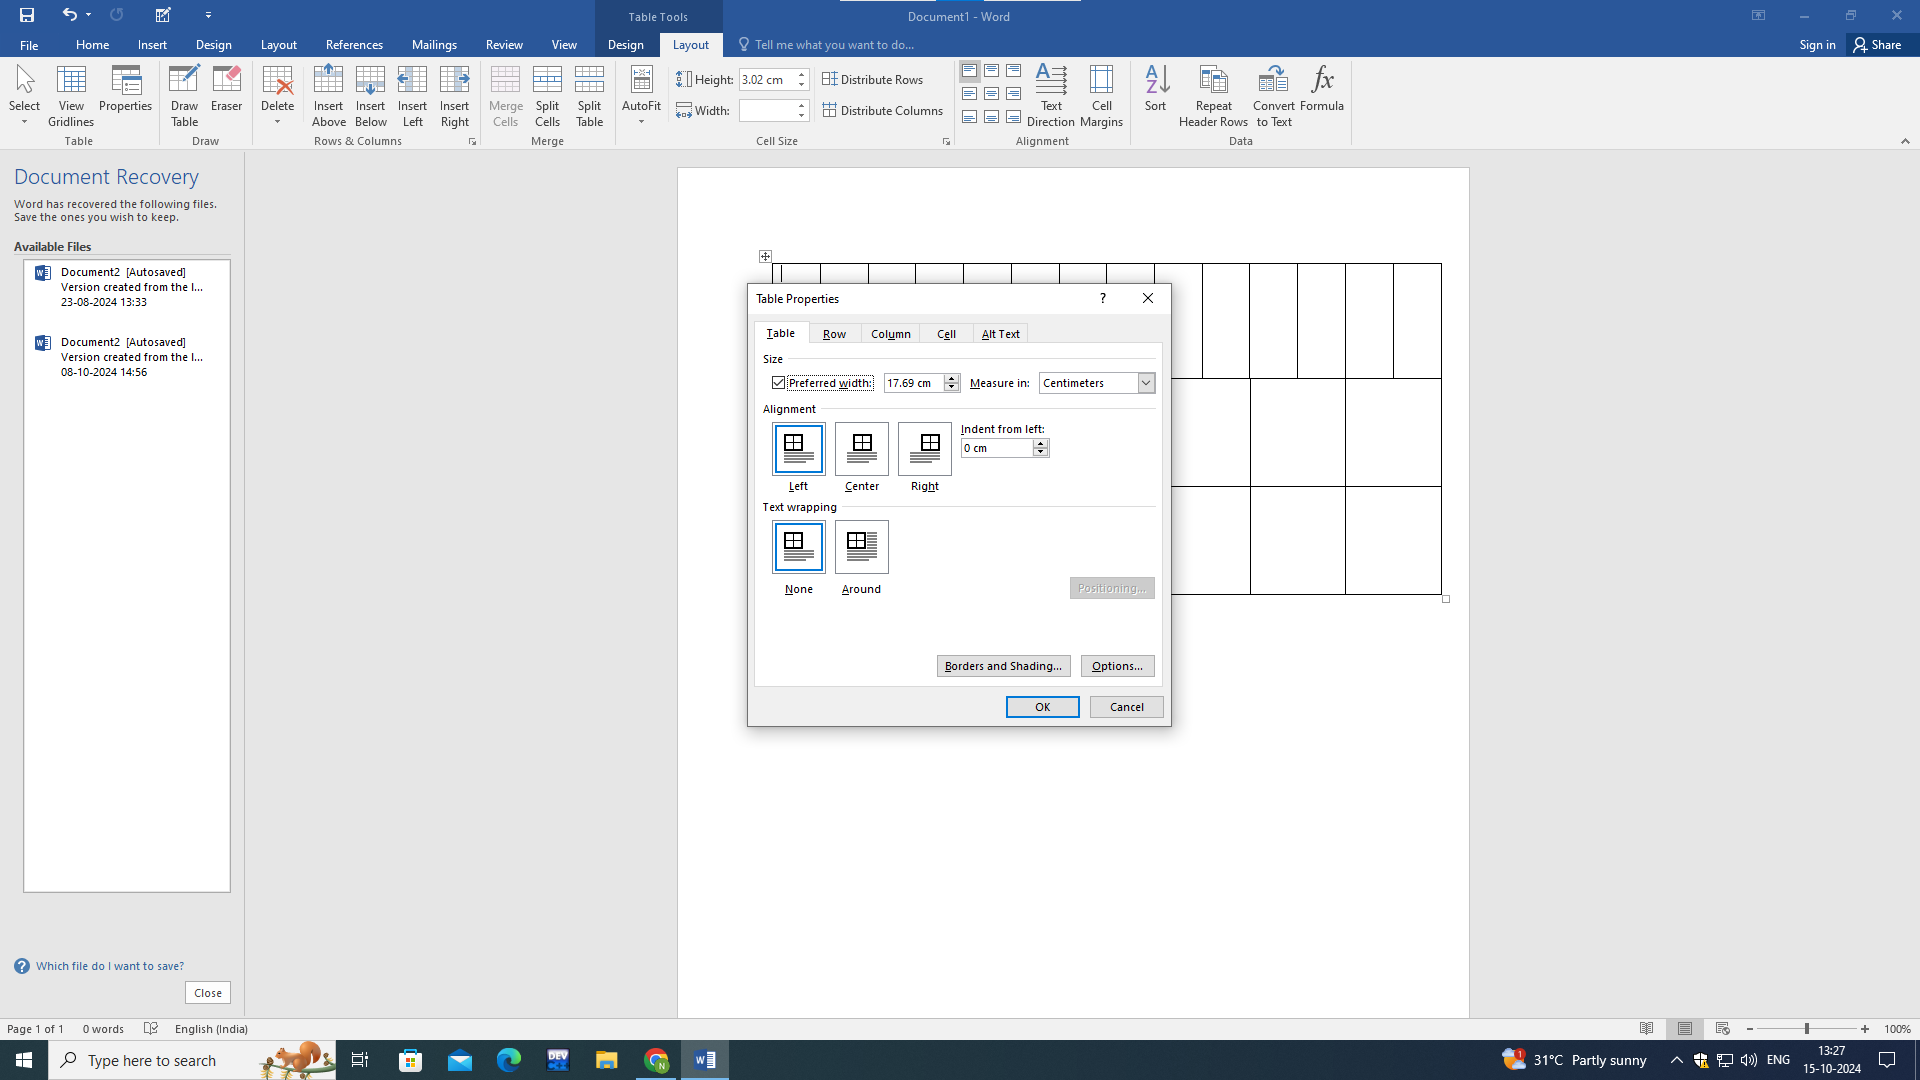 Table Tools
Document1 - Word
File
Home
Insert
Design
Layout
References
Mailings
Review
View
Design
Layout
Tell me what you want to do...
Sign in
Share
Select
View
Gridlines
Properties
Draw
Table
Eraser
Delete
Insert
Above
Insert
Below
Insert
Left
Insert
Right
Merge
Cells
Split
Cells
Split
Table
AutoFit
Height: 3.02 cm
Width:
Distribute Rows
Distribute Columns
Text
Direction
Cell
Margins
Sort
Repeat
Header Rows
Convert
to Text
Formula
Table
Draw
Rows & Columns
Merge
Cell Size
Alignment
Data
Document Recovery
Word has recovered the following files.
Save the ones you wish to keep.
Available Files
Document2 [Autosaved]
Version created from the l...
23-08-2024 13:33
Document2 [Autosaved]
Version created from the l...
08-10-2024 14:56
Which file do I want to save?
Close
Table Properties
?
Table
Row
Column
Cell
Alt Text
Size
Preferred width: 17.69 cm Measure in: Centimeters
Alignment
Indent from left:
0 cm
Left
Center
Right
Text wrapping
None
Around
Positioning...
Borders and Shading...
Options...
OK
Cancel
Page 1 of 1
0 words
English (India)
100%
Type here to search
DEV
N
1
31°C Partly sunny
ENG
13:27
15-10-2024